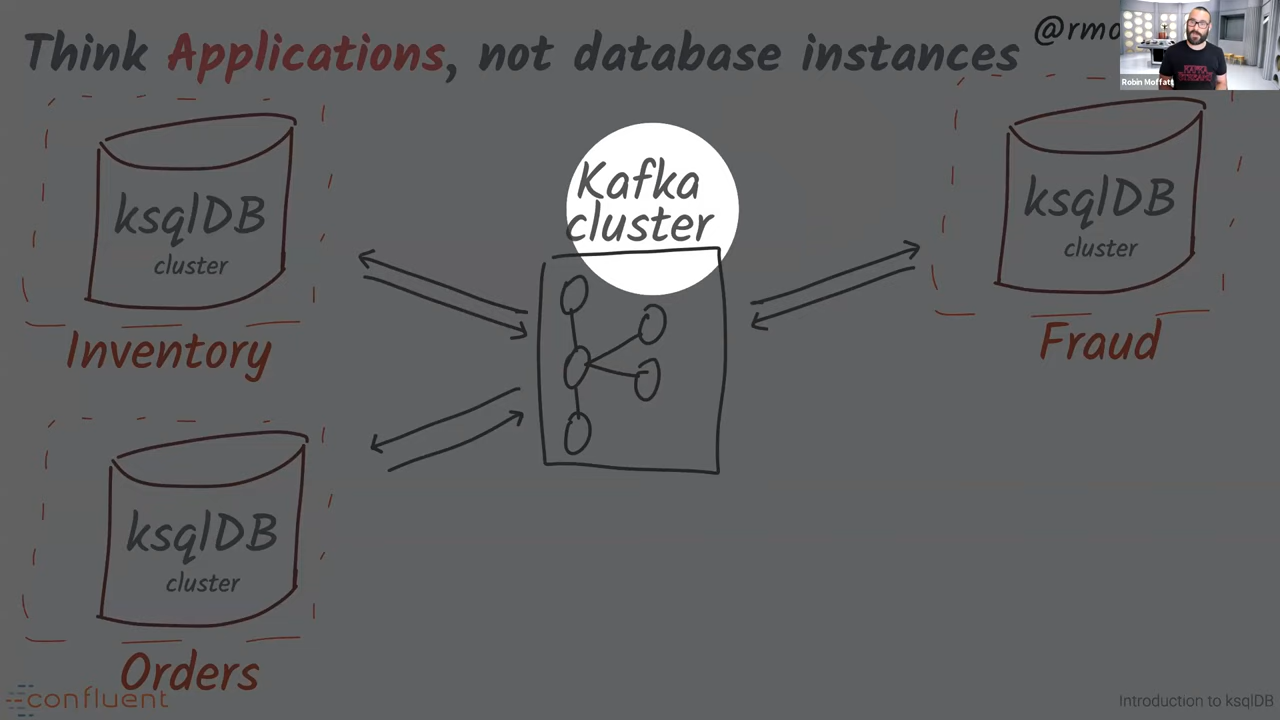 Think Applications, not database instances
@rmo
Robin Moffatt
ksqlDB
cluster
Inventory
Kafka
cluster
ksqlDB
cluster
Fraud
ksqlDB
cluster
Orders
confluent
Introduction to ksqlDB